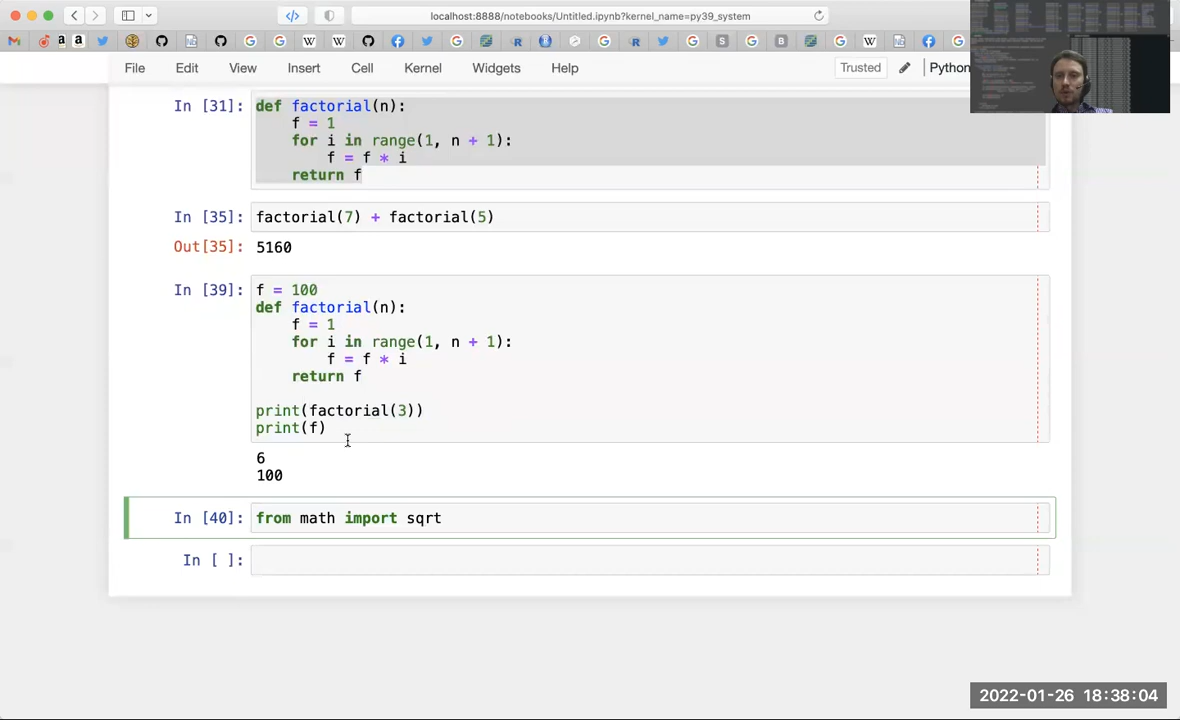 localhost:8888/notebooks/Untitled.ipynb?kernel_name=py39_system
File Edit View Insert Cell Kernel Widgets Help Trusted Python
In [31]: def factorial(n):
f = 1
for i in range(1, n + 1):
f = f * i
return f
In [35]: factorial(7) + factorial(5)
Out[35]: 5160
In [39]: f = 100
def factorial(n):
f = 1
for i in range(1, n + 1):
f = f * i
return f
print(factorial(3))
print(f)
6
100
In [40]: from math import sqrt
In [ ]:
2022-01-26 18:38:04